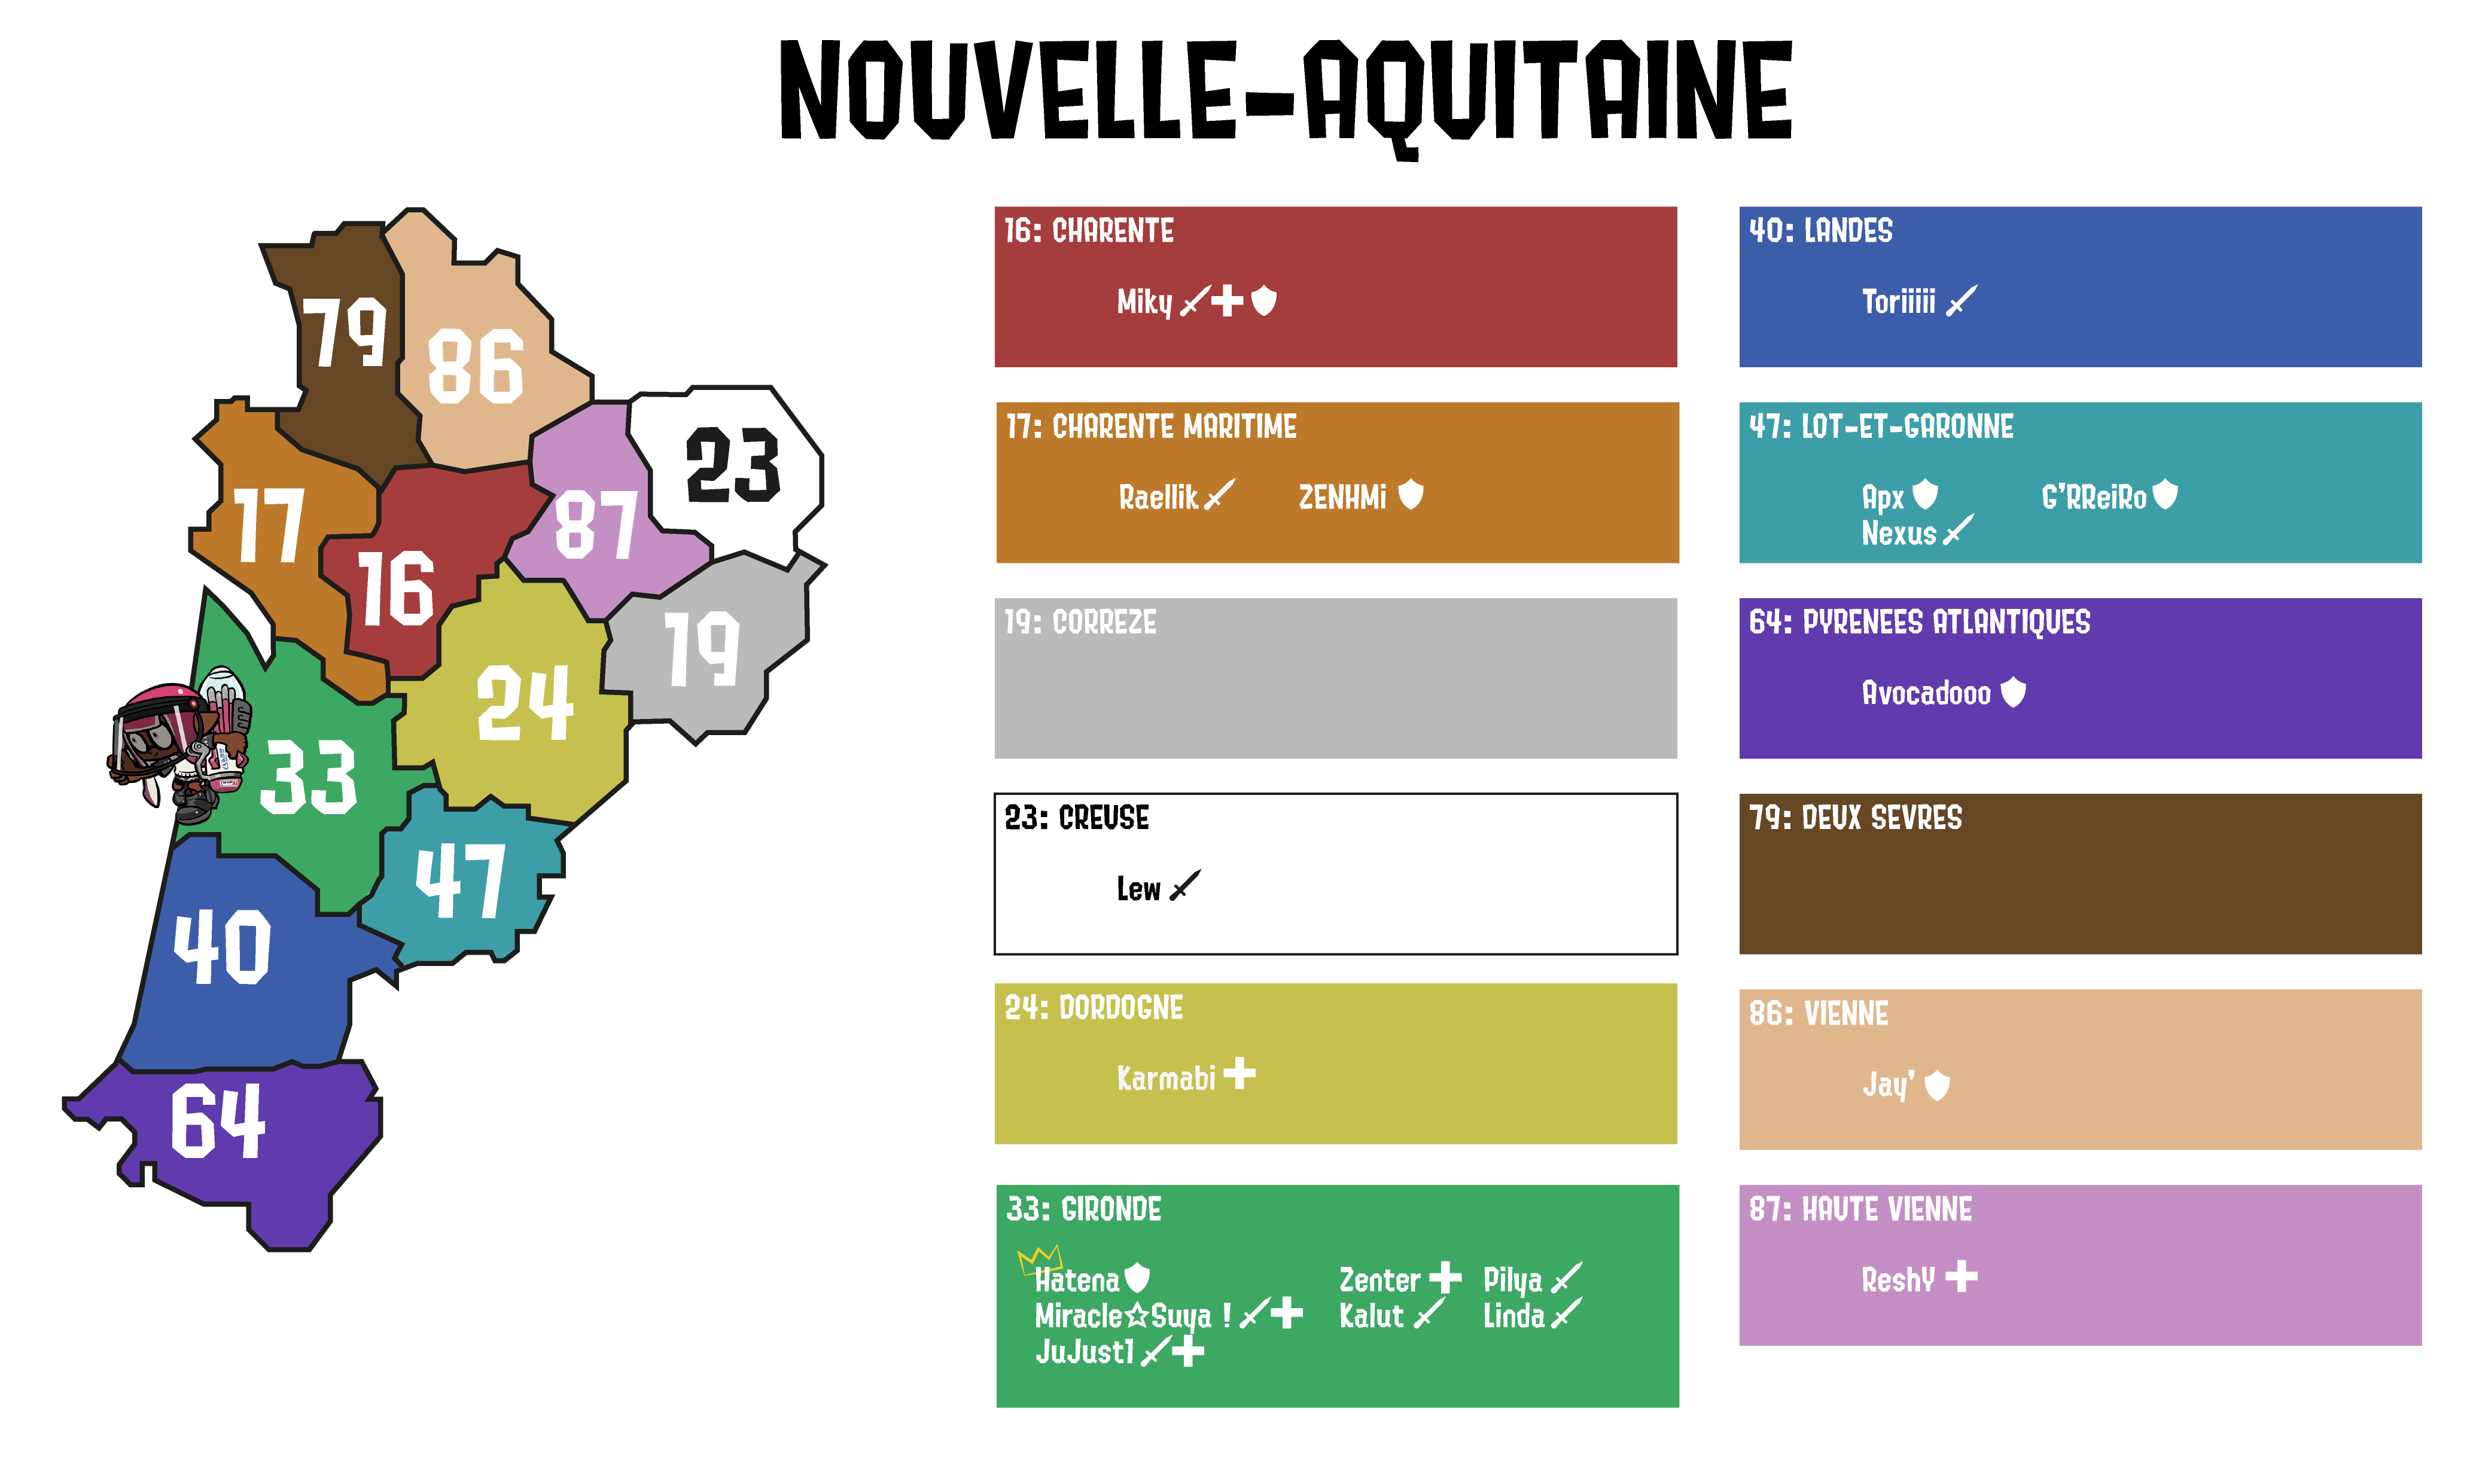 NOUVELLE-AQUITAINE
79
86
23
17
87
16
19
24
33
47
40
64
16: CHARENTE
Miky
17: CHARENTE MARITIME
Raellik ZENHMi
19: CORREZE
23: CREUSE
Lew
24: DORDOGNE
Karmabi
33: GIRONDE
Hatena Zenter Pilya
Miracle☆Suya ! Kalut Linda
JuJust1
40: LANDES
Toriiiii
47: LOT-ET-GARONNE
Apx G'RReiRo
Nexus
64: PYRENEES ATLANTIQUES
Avocadooo
79: DEUX SEVRES
86: VIENNE
Jay'
87: HAUTE VIENNE
ReshY